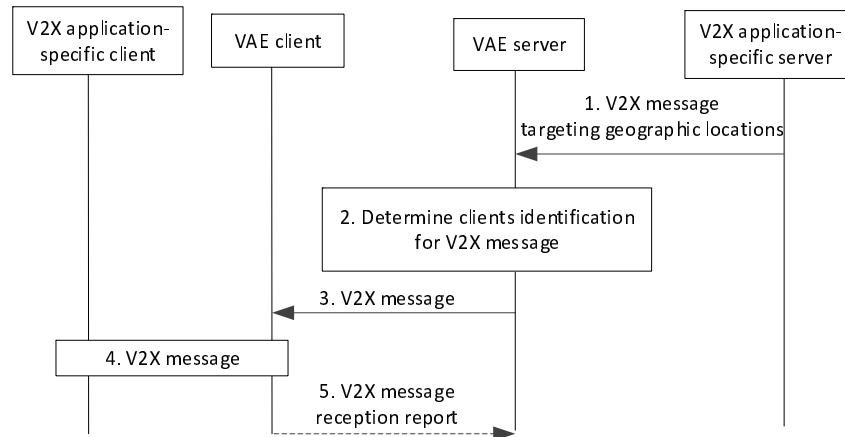 V2X application-
specific client
VAE client
VAE server
V2X application-
specific server
1. V2X message
targeting geographic locations
2. Determine clients identification
for V2X message
3. V2X message
4. V2X message
5. V2X message
reception report